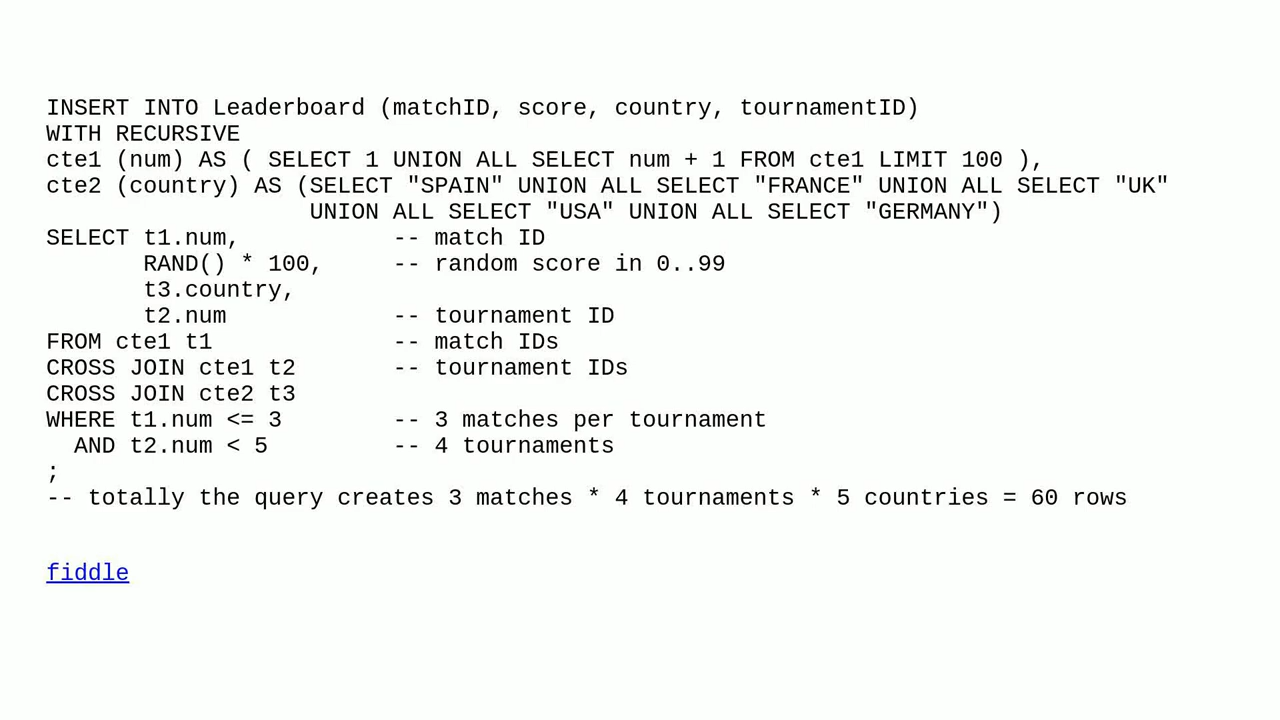 INSERT INTO Leaderboard (matchID, score, country, tournamentID)
WITH RECURSIVE
cte1 (num) AS ( SELECT 1 UNION ALL SELECT num + 1 FROM cte1 LIMIT 100 ),
cte2 (country) AS (SELECT "SPAIN" UNION ALL SELECT "FRANCE" UNION ALL SELECT "UK"
                   UNION ALL SELECT "USA" UNION ALL SELECT "GERMANY")
SELECT t1.num,           -- match ID
       RAND() * 100,     -- random score in 0..99
       t3.country,
       t2.num            -- tournament ID
FROM cte1 t1             -- match IDs
CROSS JOIN cte1 t2       -- tournament IDs
CROSS JOIN cte2 t3
WHERE t1.num <= 3        -- 3 matches per tournament
  AND t2.num < 5         -- 4 tournaments
;
-- totally the query creates 3 matches * 4 tournaments * 5 countries = 60 rows
fiddle